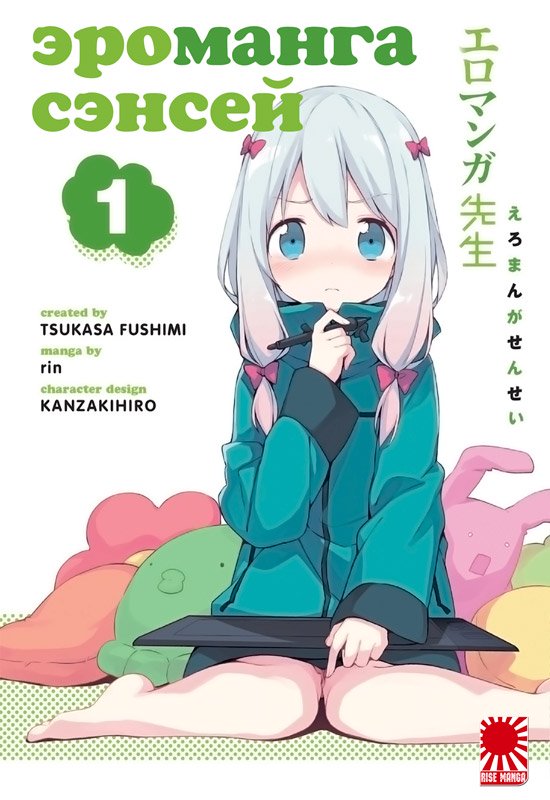 эроманга
сэнсей
エロマンガ先生
えろまんがせんせい
1
created by
TSUKASA FUSHIMI
manga by
rin
character design
KANZAKIHIRO
RISE MANGA